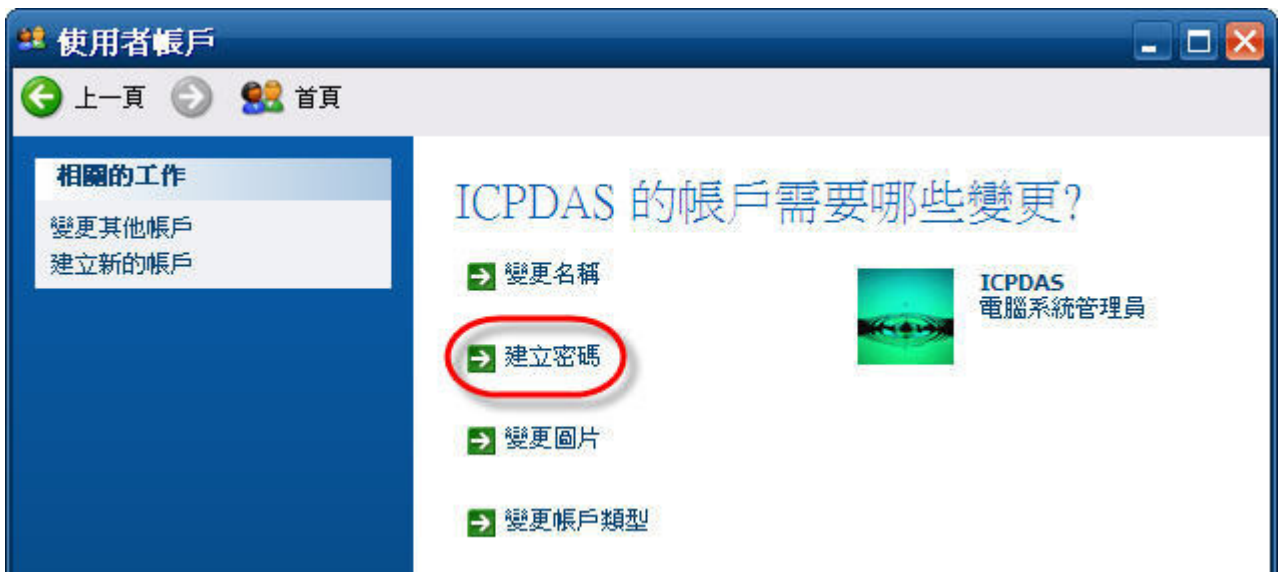 使用者帳戶
上一頁 首頁
相關的工作
變更其他帳戶
建立新的帳戶
ICPDAS 的帳戶需要哪些變更?
變更名稱
建立密碼
變更圖片
變更帳戶類型
ICPDAS
電腦系統管理員